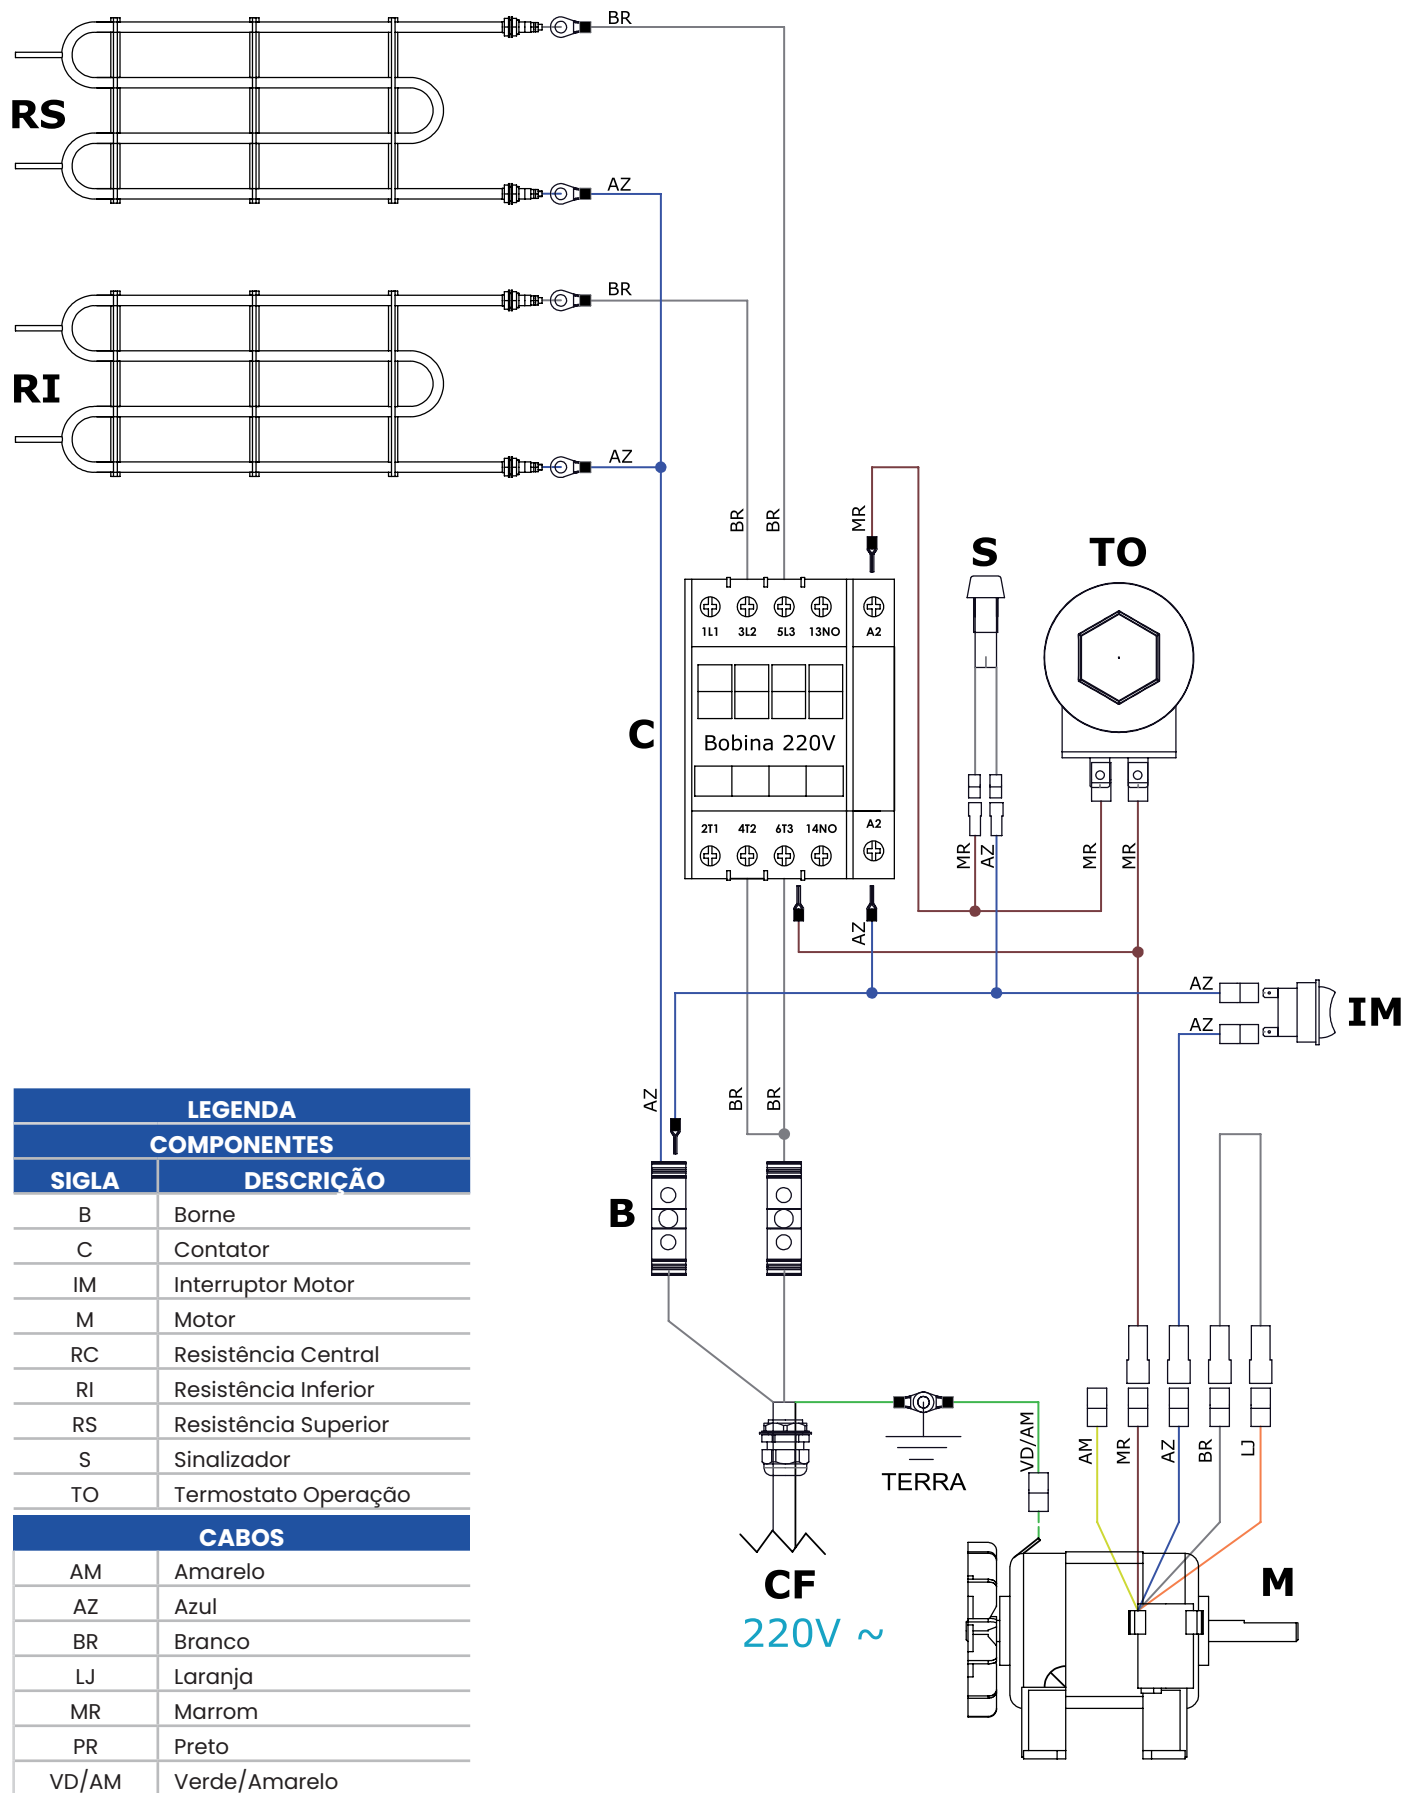 BR
RS
AZ
BR
RI
AZ
BR
BR
MR
S
TO
1L1
3L2
5L3
13NO
A2
C
Bobina 220V
2T1
4T2
6T3
14NO
A2
MR
AZ
MR
MR
AZ
AZ
IM
AZ
AZ
BR
BR
B
VD/AM
AM
MR
AZ
BR
LJ
TERRA
CF
220V ~
M
LEGENDA
COMPONENTES
SIGLA DESCRIÇÃO
B Borne
C Contator
IM Interruptor Motor
M Motor
RC Resistência Central
RI Resistência Inferior
RS Resistência Superior
S Sinalizador
TO Termostato Operação
CABOS
AM Amarelo
AZ Azul
BR Branco
LJ Laranja
MR Marrom
PR Preto
VD/AM Verde/Amarelo